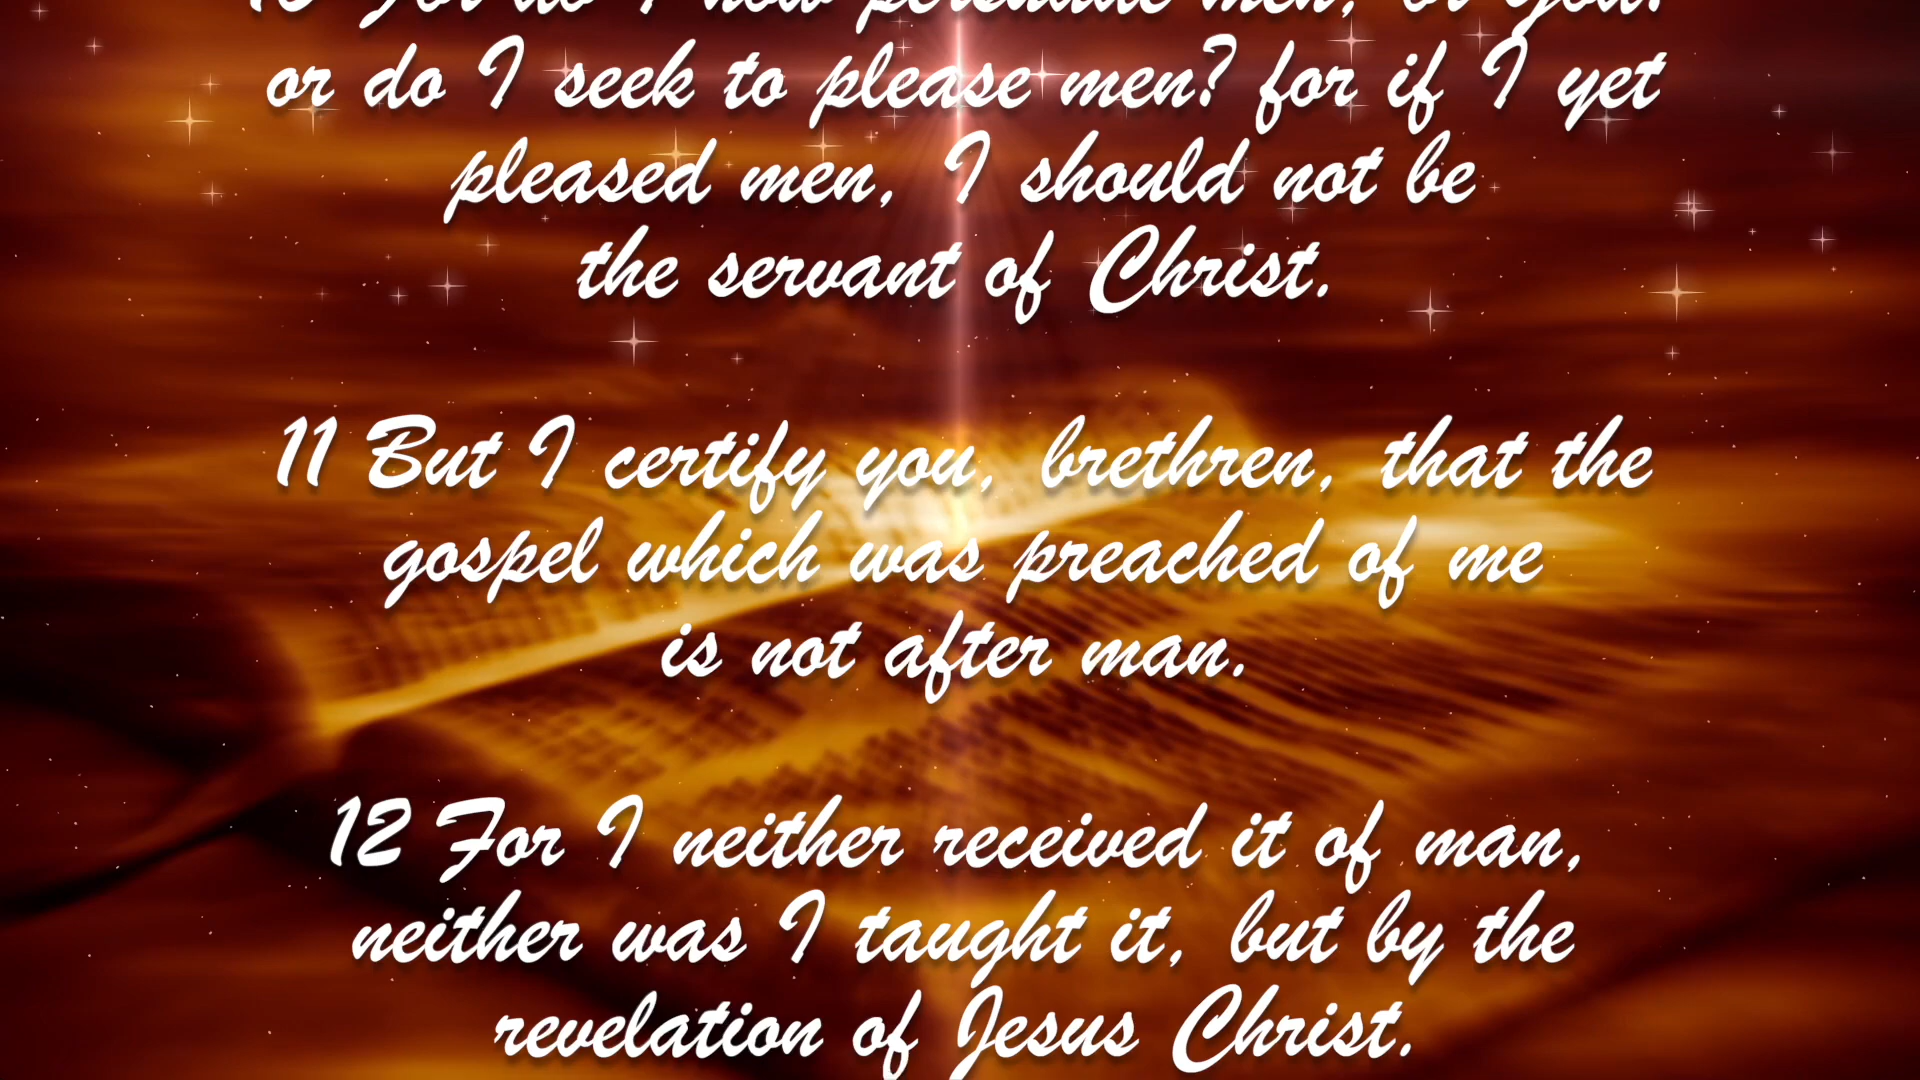 or do I seek to please men? for if I yet
pleased men, I should not be
the servant of Christ.
11 But I certify you, brethren, that the
gospel which was preached of me
is not after man.
12 For I neither received it of man,
neither was I taught it, but by the
revelation of Jesus Christ.